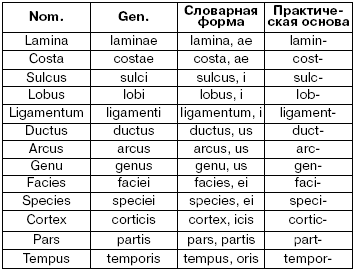 Nom. Gen. Словарная форма Практиче-ская основа
Lamina laminae lamina, ae lamin-
Costa costae costa, ae cost-
Sulcus sulci sulcus, i sulc-
Lobus lobi lobus, i lob-
Ligamentum ligamenti ligamentum, i ligament-
Ductus ductus ductus, us duct-
Arcus arcus arcus, us arc-
Genu genus genu, us gen-
Facies faciei facies, ei faci-
Species speciei species, ei speci-
Cortex corticis cortex, icis cortic-
Pars partis pars, partis part-
Tempus temporis tempus, oris tempor-